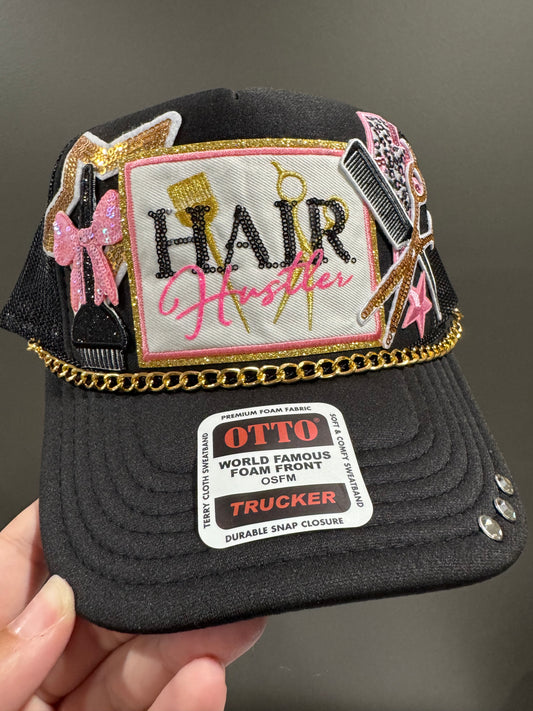 HAIR
Hustler
PREMIUM FOAM FABRIC
TERRY CLOTH SWEATBAND
OTTO
WORLD FAMOUS
FOAM FRONT
OSFM
TRUCKER
SOFT & COMFY SWEATBAND
DURABLE SNAP CLOSURE